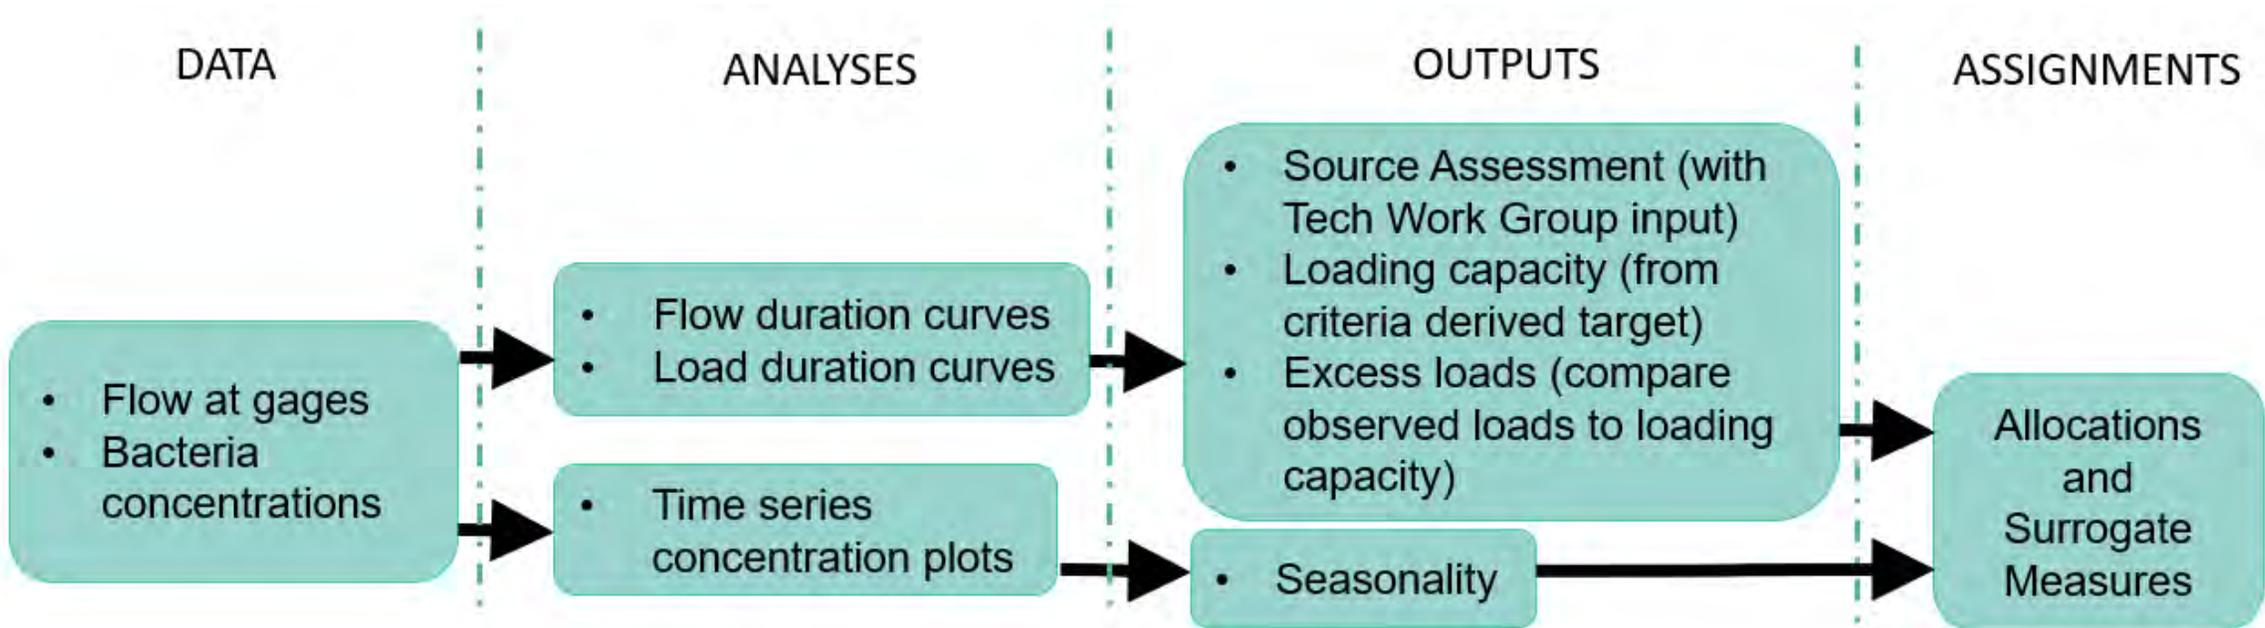 DATA
ANALYSES
OUTPUTS
ASSIGNMENTS
• Flow at gages
• Bacteria
concentrations
• Flow duration curves
• Load duration curves
• Time series
concentration plots
• Source Assessment (with
Tech Work Group input)
• Loading capacity (from
criteria derived target)
• Excess loads (compare
observed loads to loading
capacity)
• Seasonality
Allocations
and
Surrogate
Measures